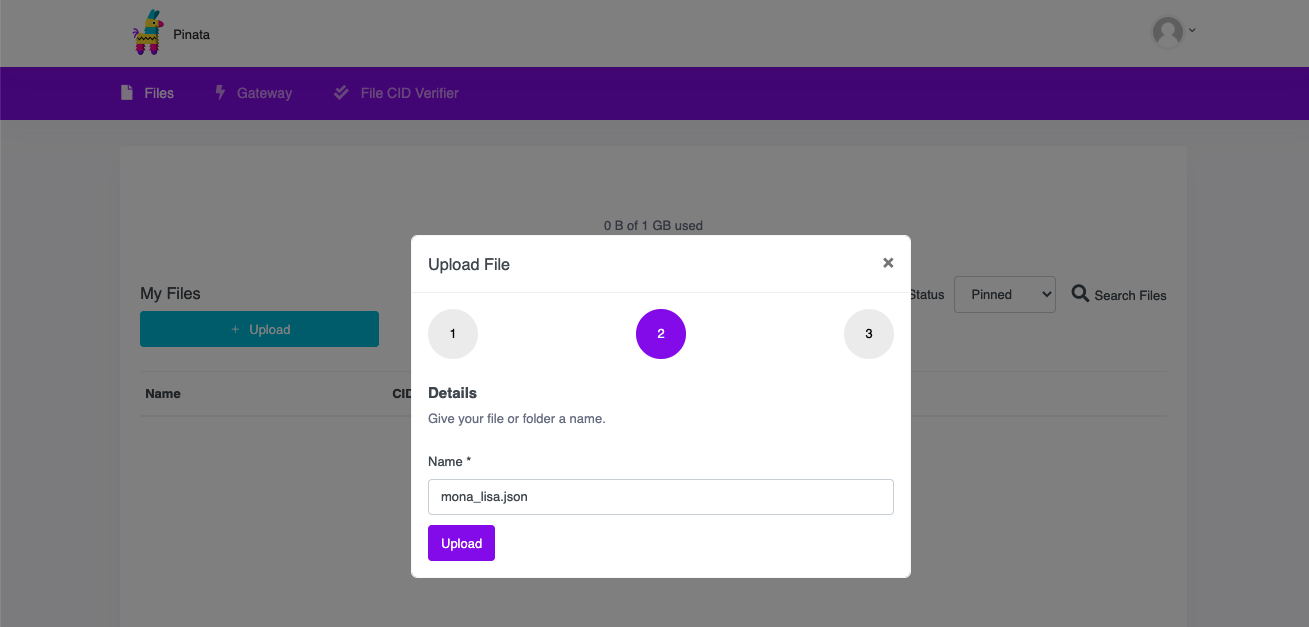 Pinata
Files
Gateway
File CID Verifier
0 B of 1 GB used
Upload File
×
My Files
Status
Pinned
Search Files
+ Upload
1
2
3
Name
CID
Details
Give your file or folder a name.
Name *
mona_lisa.json
Upload